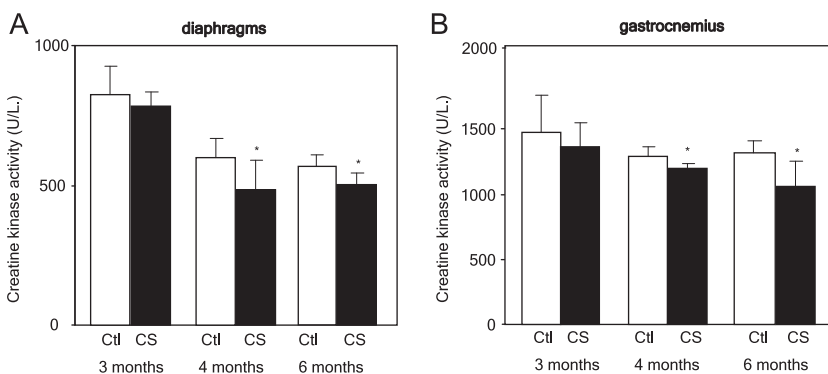 A
diaphragms
Creatine kinase activity (U/L.)
1000
500
0
*
*
Ctl CS Ctl CS Ctl CS
3 months 4 months 6 months
B
gastrocnemius
Creatine kinase activity (U/L.)
2000
1500
1000
500
0
*
*
Ctl CS Ctl CS Ctl CS
3 months 4 months 6 months